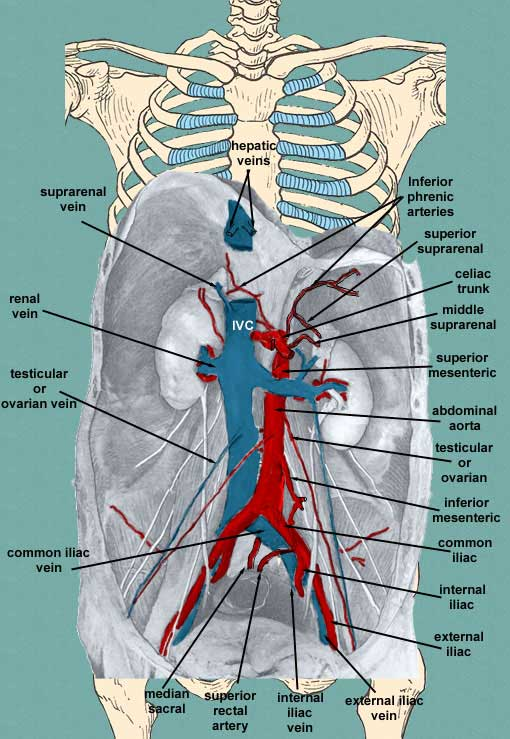 hepatic
veins
suprarenal
vein
Inferior
phrenic
arteries
superior
suprarenal
celiac
trunk
renal
vein
IVC
middle
suprarenal
superior
mesenteric
testicular
or
ovarian vein
abdominal
aorta
testicular
or
ovarian
inferior
mesenteric
common iliac
vein
common
iliac
internal
iliac
external
iliac
median
sacral
superior
rectal
artery
internal
iliac
vein
external iliac
vein